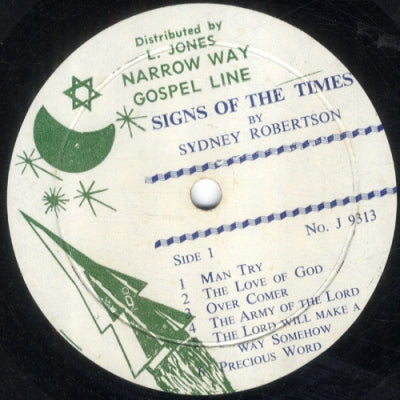 Distributed by
L. JONES
NARROW WAY
GOSPEL LINE
SIGNS OF THE TIMES
BY
SYDNEY ROBERTSON
No. J 9313
SIDE 1
1 MAN TRY
2 THE LOVE OF GOD
3 OVER COMER
4 THE ARMY OF THE LORD
THE LORD WILL MAKE A
WAY SOMEHOW
PRECIOUS WORD